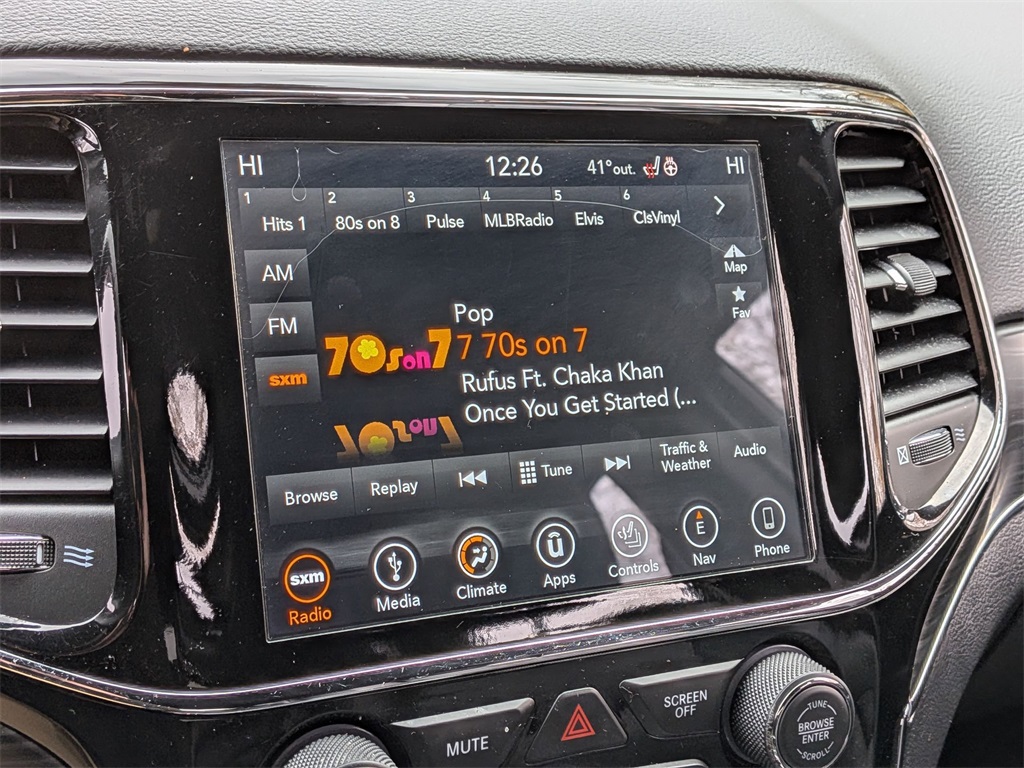 HI 12:26 41° out. HI
1 2 3 4 5 6
Hits 1 80s on 8 Pulse MLBRadio Elvis ClsVinyl
AM
Map
FM
Fav
sxm
Pop
70s on 7
7 70s on 7
Rufus Ft. Chaka Khan
Once You Get Started (...
Browse
Replay
Tune
Traffic &
Weather
Audio
sxm
Radio
Media
Climate
Apps
Controls
E
Nav
Phone
MUTE
SCREEN
OFF
TUNE
BROWSE
ENTER
SCROLL